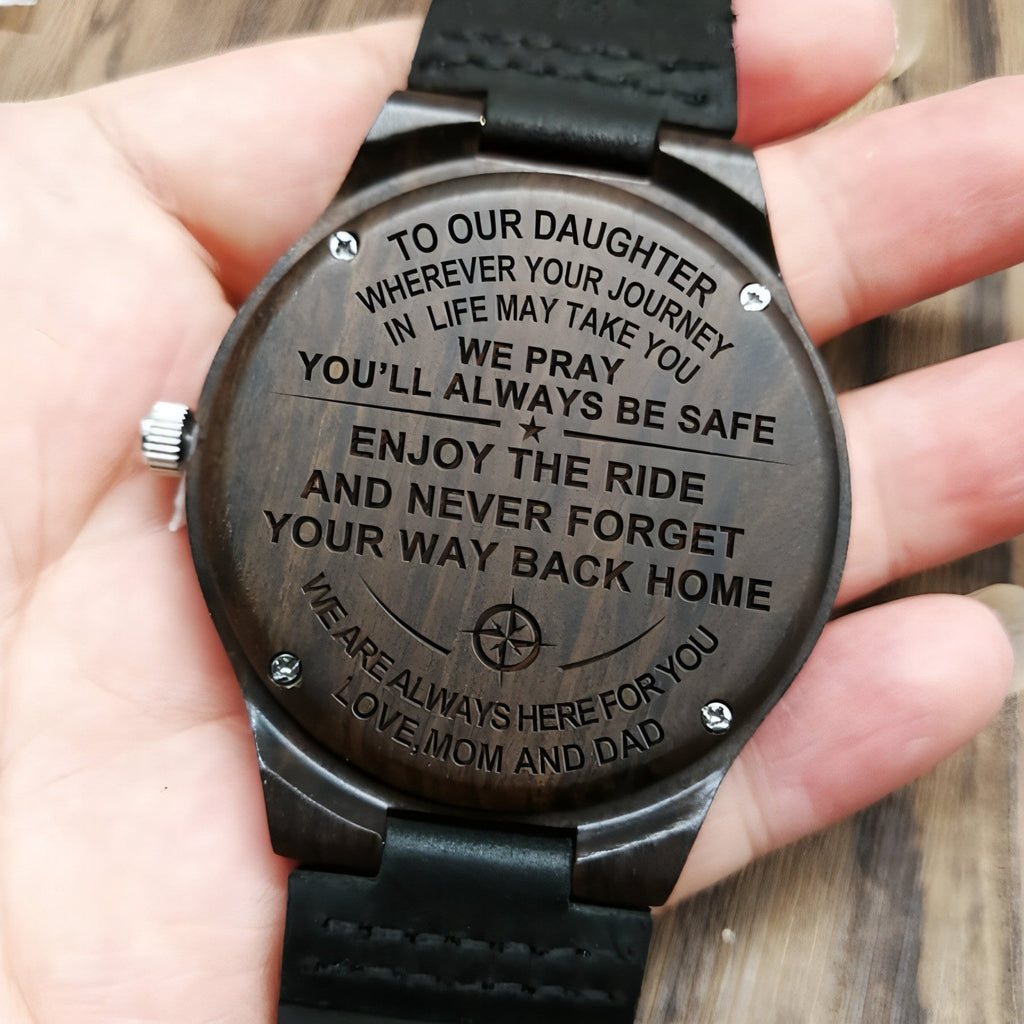 TO OUR DAUGHTER
WHEREVER YOUR JOURNEY
IN LIFE MAY TAKE YOU
WE PRAY
YOU'LL ALWAYS BE SAFE
ENJOY THE RIDE
AND NEVER FORGET
YOUR WAY BACK HOME
WE ARE ALWAYS HERE FOR YOU
LOVE, MOM AND DAD